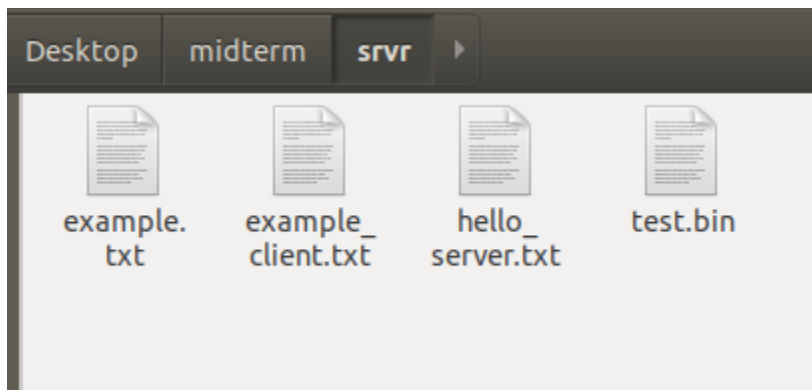 Desktop midterm srvr
example. example_ hello_ test.bin
txt client.txt server.txt